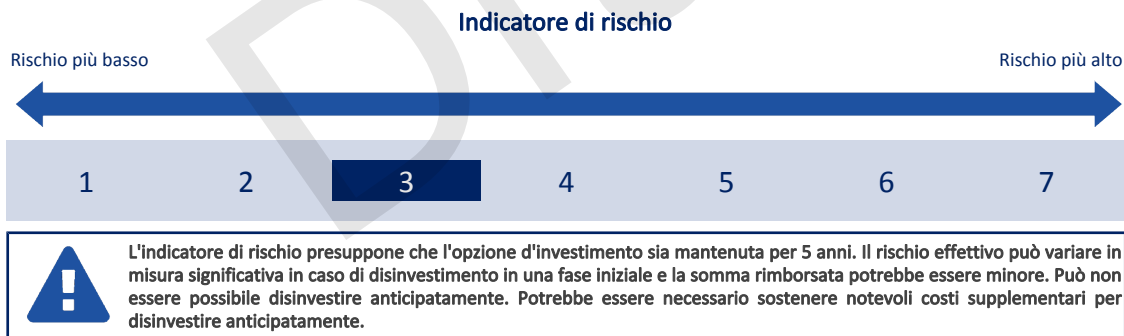 Indicatore di rischio
Rischio più basso
Rischio più alto
1 2 3 4 5 6 7
L'indicatore di rischio presuppone che l'opzione d'investimento sia mantenuta per 5 anni. Il rischio effettivo può variare in
misura significativa in caso di disinvestimento in una fase iniziale e la somma rimborsata potrebbe essere minore. Può non
essere possibile disinvestire anticipatamente. Potrebbe essere necessario sostenere notevoli costi supplementari per
disinvestire anticipatamente.